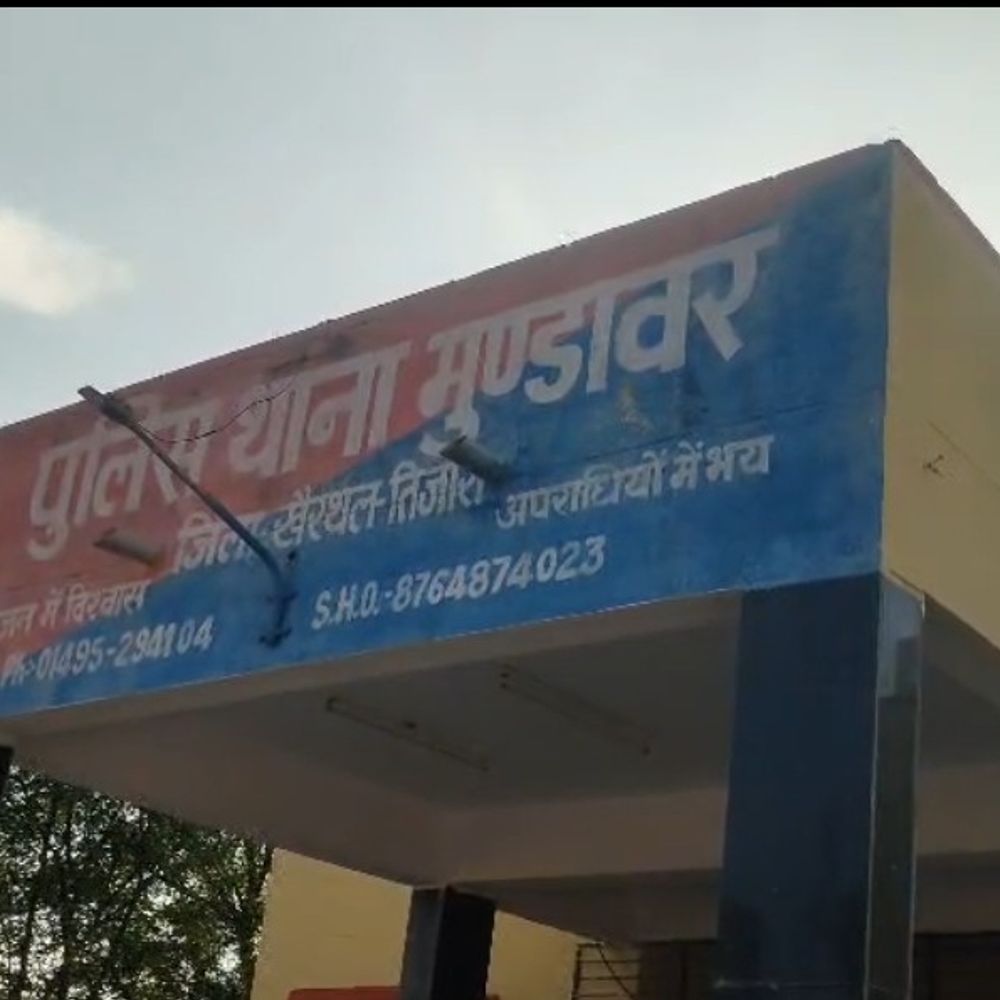 पुलिस थाना मुण्डावर
जिला-खैरथल-तिजारा
जन में विश्वास अपराधियों में भय
Ph:-01495-294104 S.H.O.-8764874023